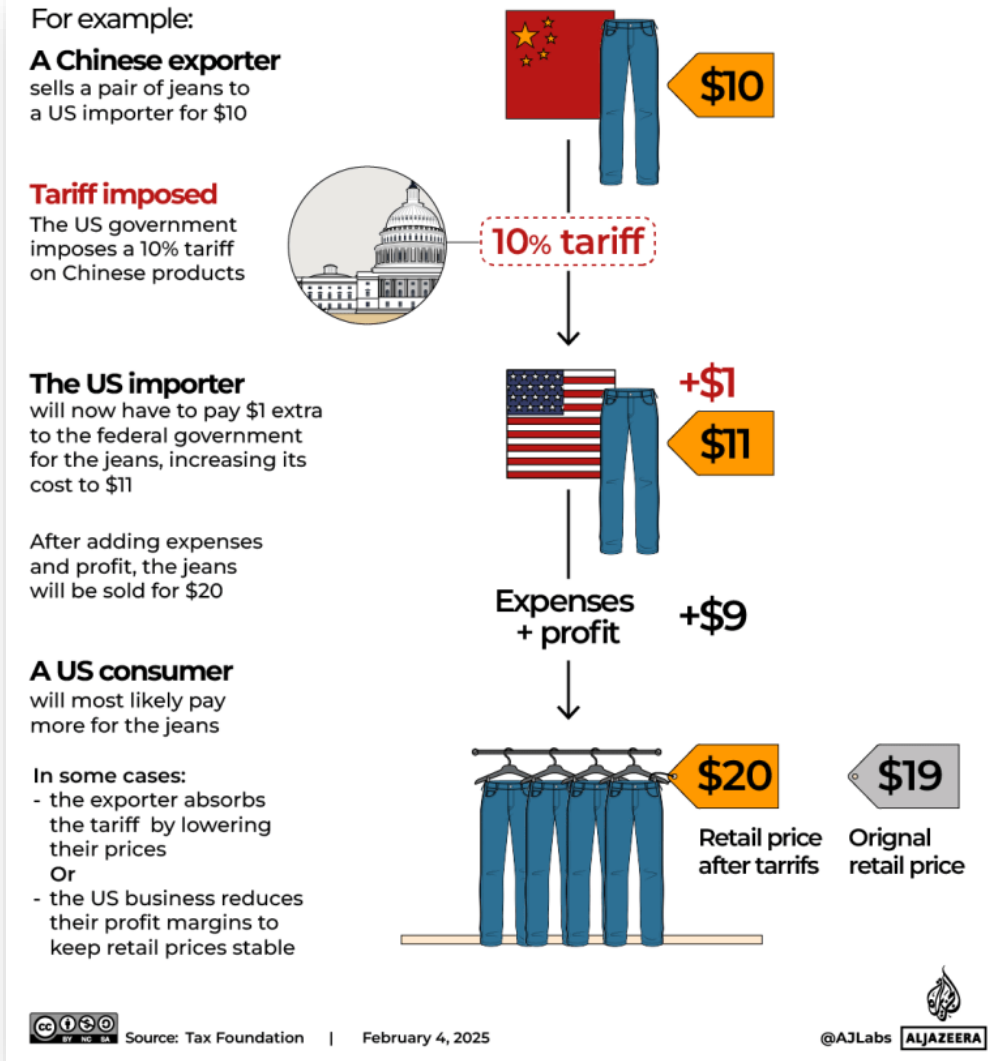 For example:
A Chinese exporter
sells a pair of jeans to
a US importer for $10
$10
Tariff imposed
The US government
imposes a 10% tariff
on Chinese products
10% tariff
The US importer
will now have to pay $1 extra
to the federal government
for the jeans, increasing its
cost to $11
+$1
$11
After adding expenses
and profit, the jeans
will be sold for $20
Expenses
+ profit
+$9
A US consumer
will most likely pay
more for the jeans
In some cases:
- the exporter absorbs
the tariff by lowering
their prices
Or
- the US business reduces
their profit margins to
keep retail prices stable
$20
Retail price
after tarrifs
$19
Orignal
retail price
cc BY NC SA
Source: Tax Foundation | February 4, 2025
@AJLabs ALJAZEERA